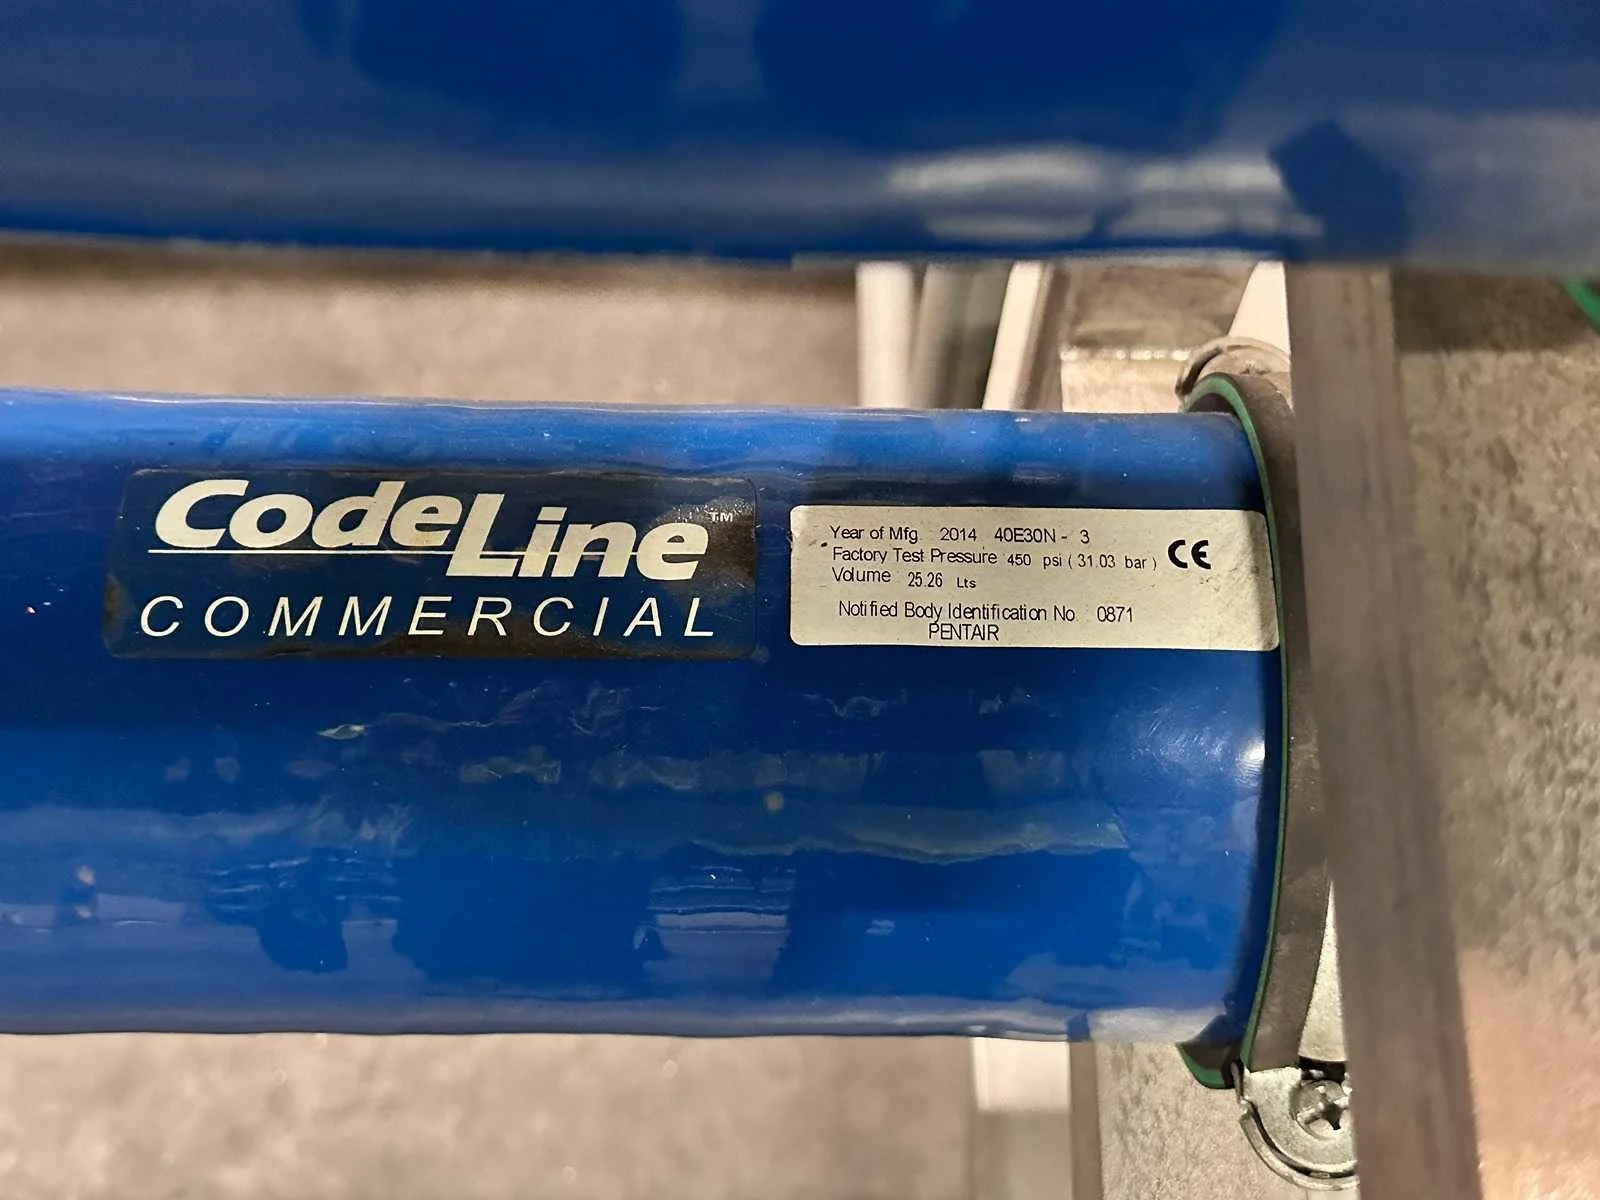 CodeLine™
COMMERCIAL
Year of Mfg. 2014 40E30N - 3
Factory Test Pressure 450 psi ( 31.03 bar )
CE
Volume 25.26 Lts
Notified Body Identification No 0871
PENTAIR